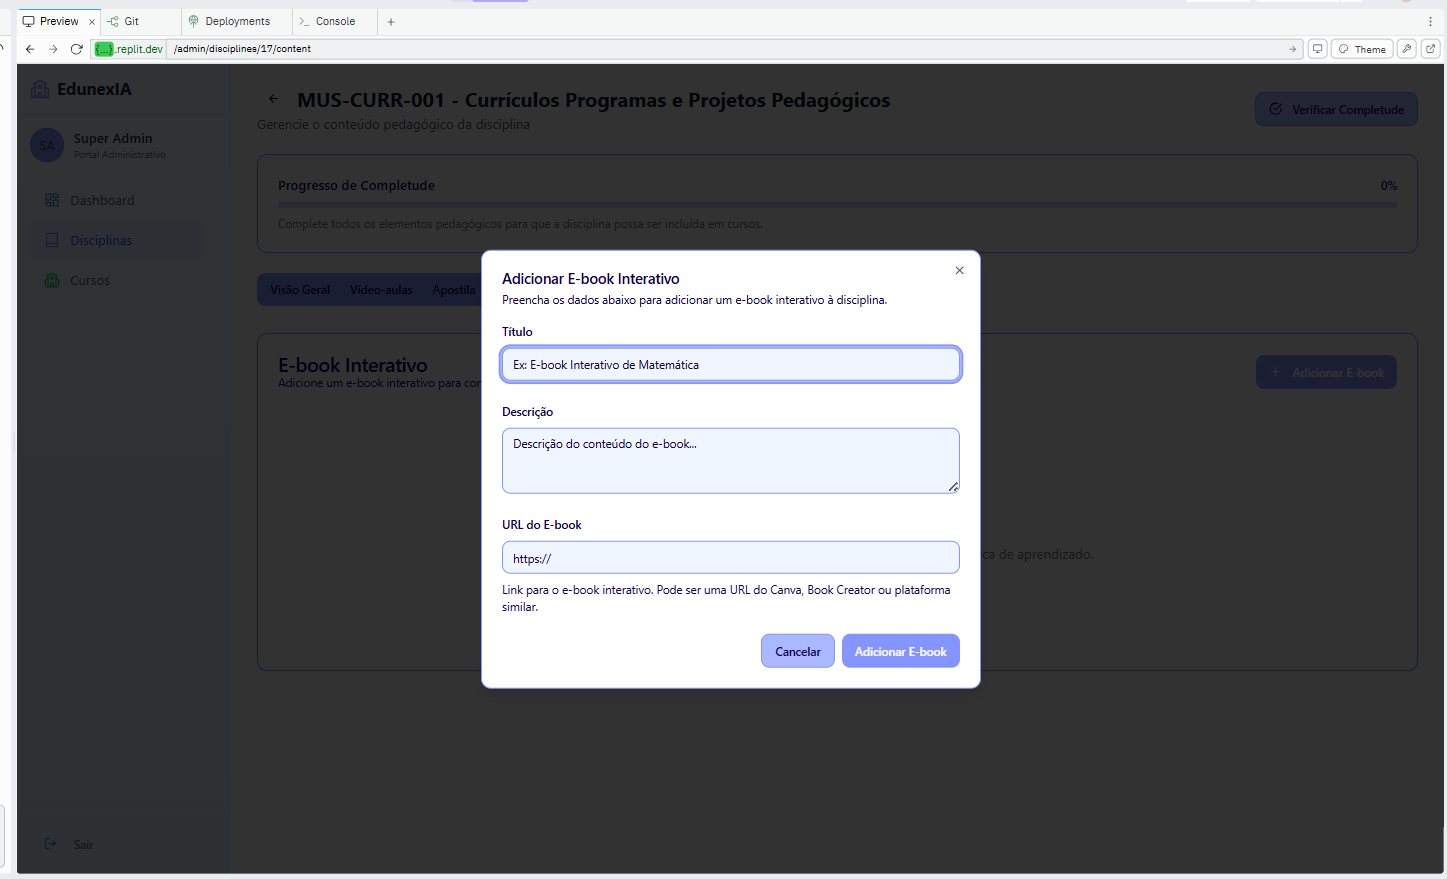 Preview
Git
Deployments
Console
{...}.replit.dev
/admin/disciplines/17/content
Theme
EdunexIA
SA
Super Admin
Portal Administrativo
Dashboard
Disciplinas
Cursos
Sair
MUS-CURR-001 - Currículos Programas e Projetos Pedagógicos
Gerencie o conteúdo pedagógico da disciplina
Verificar Completude
Progresso de Completude
0%
Complete todos os elementos pedagógicos para que a disciplina possa ser incluída em cursos.
Visão Geral
Vídeo-aulas
Apostila
E-book Interativo
Adicione um e-book interativo para
Adicionar E-book
de aprendizado.
Adicionar E-book Interativo
Preencha os dados abaixo para adicionar um e-book interativo à disciplina.
Título
Ex: E-book Interativo de Matemática
Descrição
Descrição do conteúdo do e-book...
URL do E-book
https://
Link para o e-book interativo. Pode ser uma URL do Canva, Book Creator ou plataforma
similar.
Cancelar
Adicionar E-book